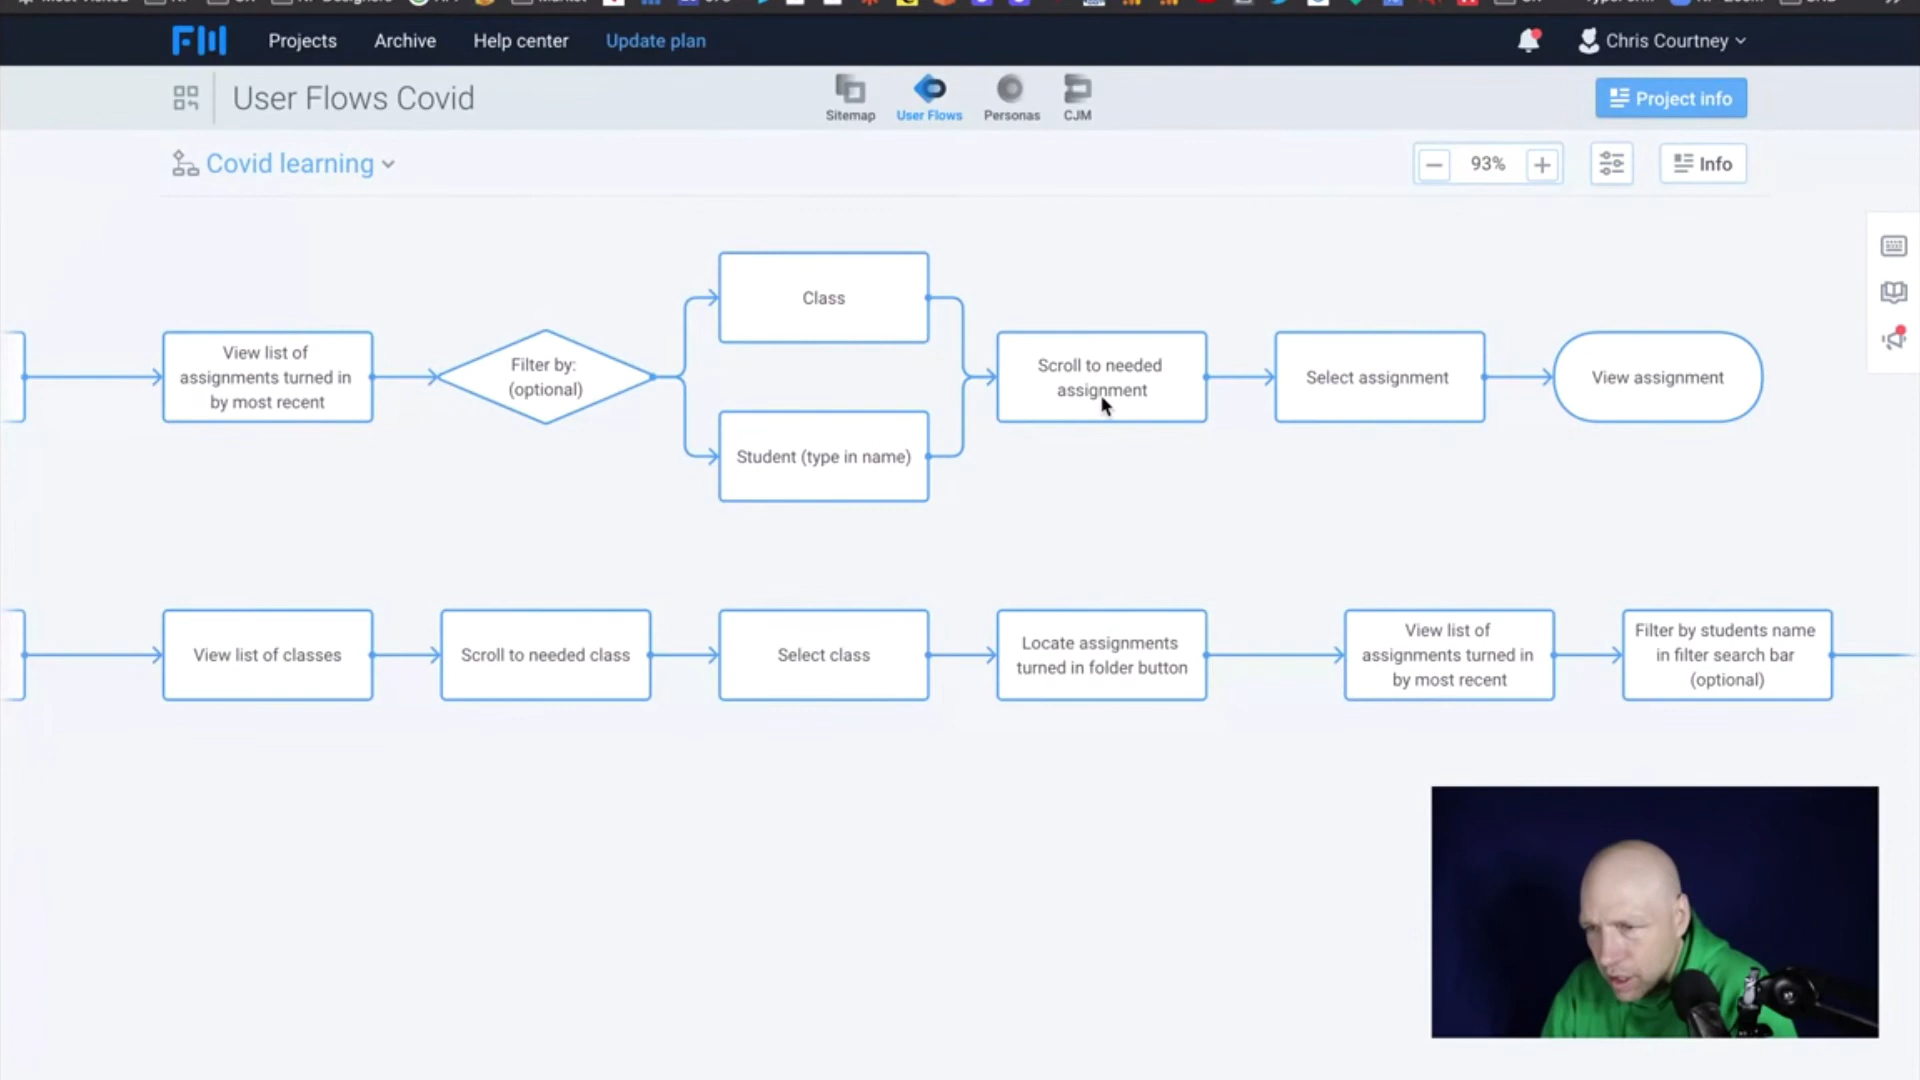 Projects
Archive
Help center
Update plan
Chris Courtney
User Flows Covid
Sitemap
User Flows
Personas
CJM
Project info
Covid learning
93%
Info
Class
View list of
assignments turned in
by most recent
Filter by:
(optional)
Scroll to needed
assignment
Select assignment
View assignment
Student (type in name)
View list of classes
Scroll to needed class
Select class
Locate assignments
turned in folder button
View list of
assignments turned in
by most recent
Filter by students name
in filter search bar
(optional)